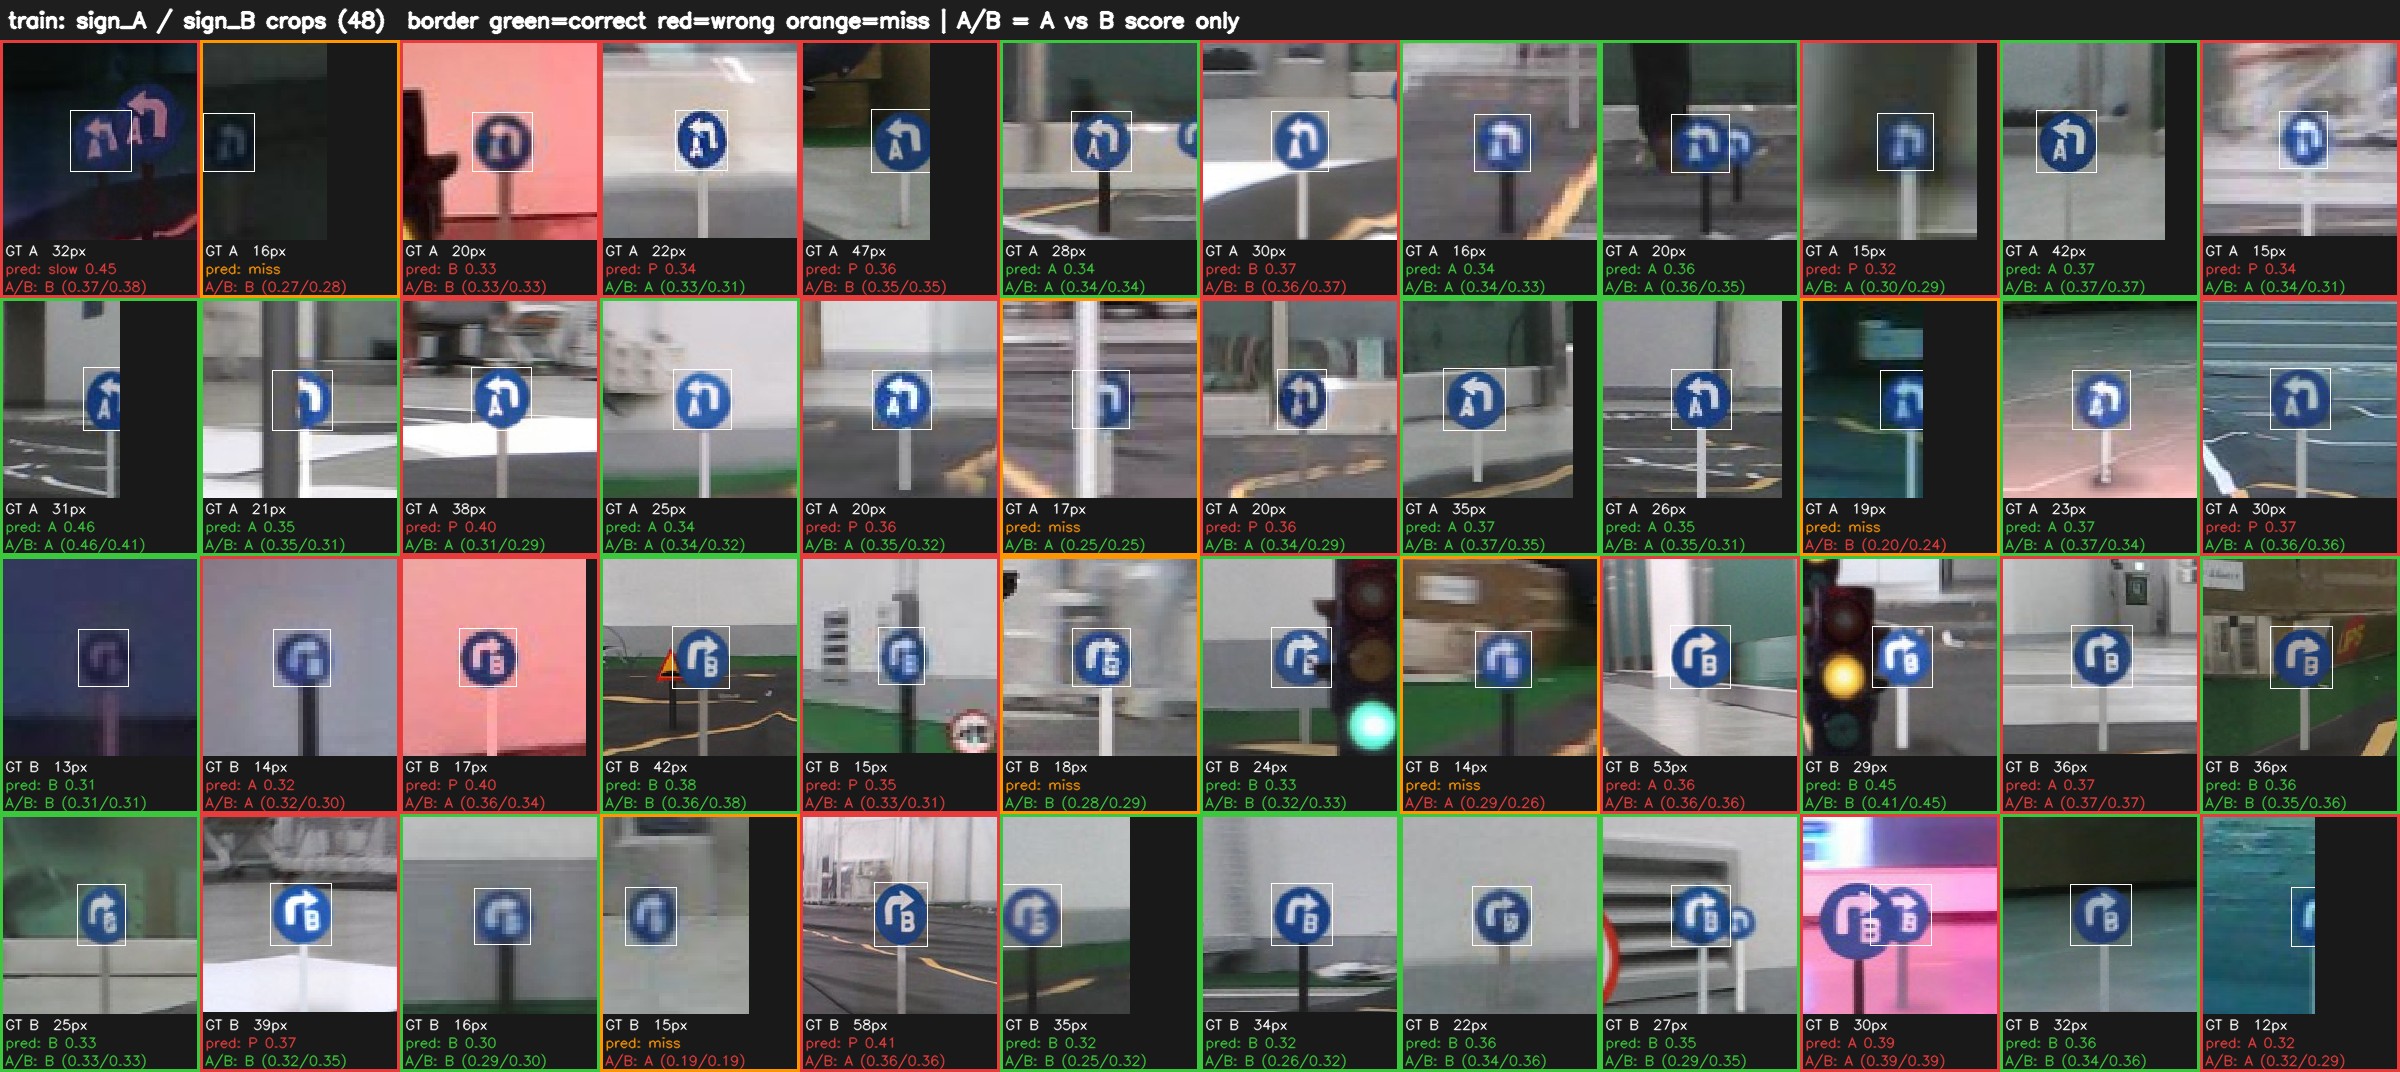 train: sign_A / sign_B crops (48)   border green=correct red=wrong orange=miss | A/B = A vs B score only
GT A 32px
pred: slow 0.45
A/B: B (0.37/0.38)
GT A 16px
pred: miss
A/B: B (0.27/0.28)
GT A 20px
pred: B 0.33
A/B: B (0.33/0.33)
GT A 22px
pred: P 0.34
A/B: A (0.33/0.31)
GT A 47px
pred: P 0.36
A/B: B (0.35/0.35)
GT A 28px
pred: A 0.34
A/B: A (0.34/0.34)
GT A 30px
pred: B 0.37
A/B: B (0.36/0.37)
GT A 16px
pred: A 0.34
A/B: A (0.34/0.33)
GT A 20px
pred: A 0.36
A/B: A (0.36/0.35)
GT A 15px
pred: P 0.32
A/B: A (0.30/0.29)
GT A 42px
pred: A 0.37
A/B: A (0.37/0.37)
GT A 15px
pred: P 0.34
A/B: A (0.34/0.31)
GT A 31px
pred: A 0.46
A/B: A (0.46/0.41)
GT A 21px
pred: A 0.35
A/B: A (0.35/0.31)
GT A 38px
pred: P 0.40
A/B: A (0.31/0.29)
GT A 25px
pred: A 0.34
A/B: A (0.34/0.32)
GT A 20px
pred: P 0.36
A/B: A (0.35/0.32)
GT A 17px
pred: miss
A/B: A (0.25/0.25)
GT A 20px
pred: P 0.36
A/B: A (0.34/0.29)
GT A 35px
pred: A 0.37
A/B: A (0.37/0.35)
GT A 26px
pred: A 0.35
A/B: A (0.35/0.31)
GT A 19px
pred: miss
A/B: B (0.20/0.24)
GT A 23px
pred: A 0.37
A/B: A (0.37/0.34)
GT A 30px
pred: P 0.37
A/B: A (0.36/0.36)
GT B 13px
pred: B 0.31
A/B: B (0.31/0.31)
GT B 14px
pred: A 0.32
A/B: A (0.32/0.30)
GT B 17px
pred: P 0.40
A/B: A (0.36/0.34)
GT B 42px
pred: B 0.38
A/B: B (0.36/0.38)
GT B 15px
pred: P 0.35
A/B: A (0.33/0.31)
GT B 18px
pred: miss
A/B: B (0.28/0.29)
GT B 24px
pred: B 0.33
A/B: B (0.32/0.33)
GT B 14px
pred: miss
A/B: A (0.29/0.26)
GT B 53px
pred: A 0.36
A/B: A (0.36/0.36)
GT B 29px
pred: B 0.45
A/B: B (0.41/0.45)
GT B 36px
pred: A 0.37
A/B: A (0.37/0.37)
GT B 36px
pred: B 0.36
A/B: B (0.35/0.36)
GT B 25px
pred: B 0.33
A/B: B (0.33/0.33)
GT B 39px
pred: P 0.37
A/B: B (0.32/0.35)
GT B 16px
pred: B 0.30
A/B: B (0.29/0.30)
GT B 15px
pred: miss
A/B: A (0.19/0.19)
GT B 58px
pred: P 0.41
A/B: A (0.36/0.36)
GT B 35px
pred: B 0.32
A/B: B (0.25/0.32)
GT B 34px
pred: B 0.32
A/B: B (0.26/0.32)
GT B 22px
pred: B 0.36
A/B: B (0.34/0.36)
GT B 27px
pred: B 0.35
A/B: B (0.29/0.35)
GT B 30px
pred: A 0.39
A/B: A (0.39/0.39)
GT B 32px
pred: B 0.36
A/B: B (0.34/0.36)
GT B 12px
pred: A 0.32
A/B: A (0.32/0.29)